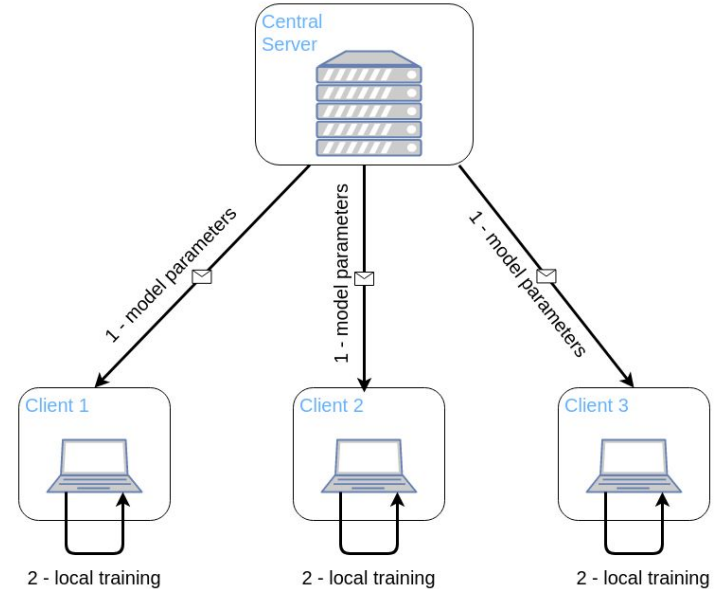 Central
Server
1 - model parameters
1 - model parameters
1 - model parameters
Client 1
Client 2
Client 3
2 - local training
2 - local training
2 - local training